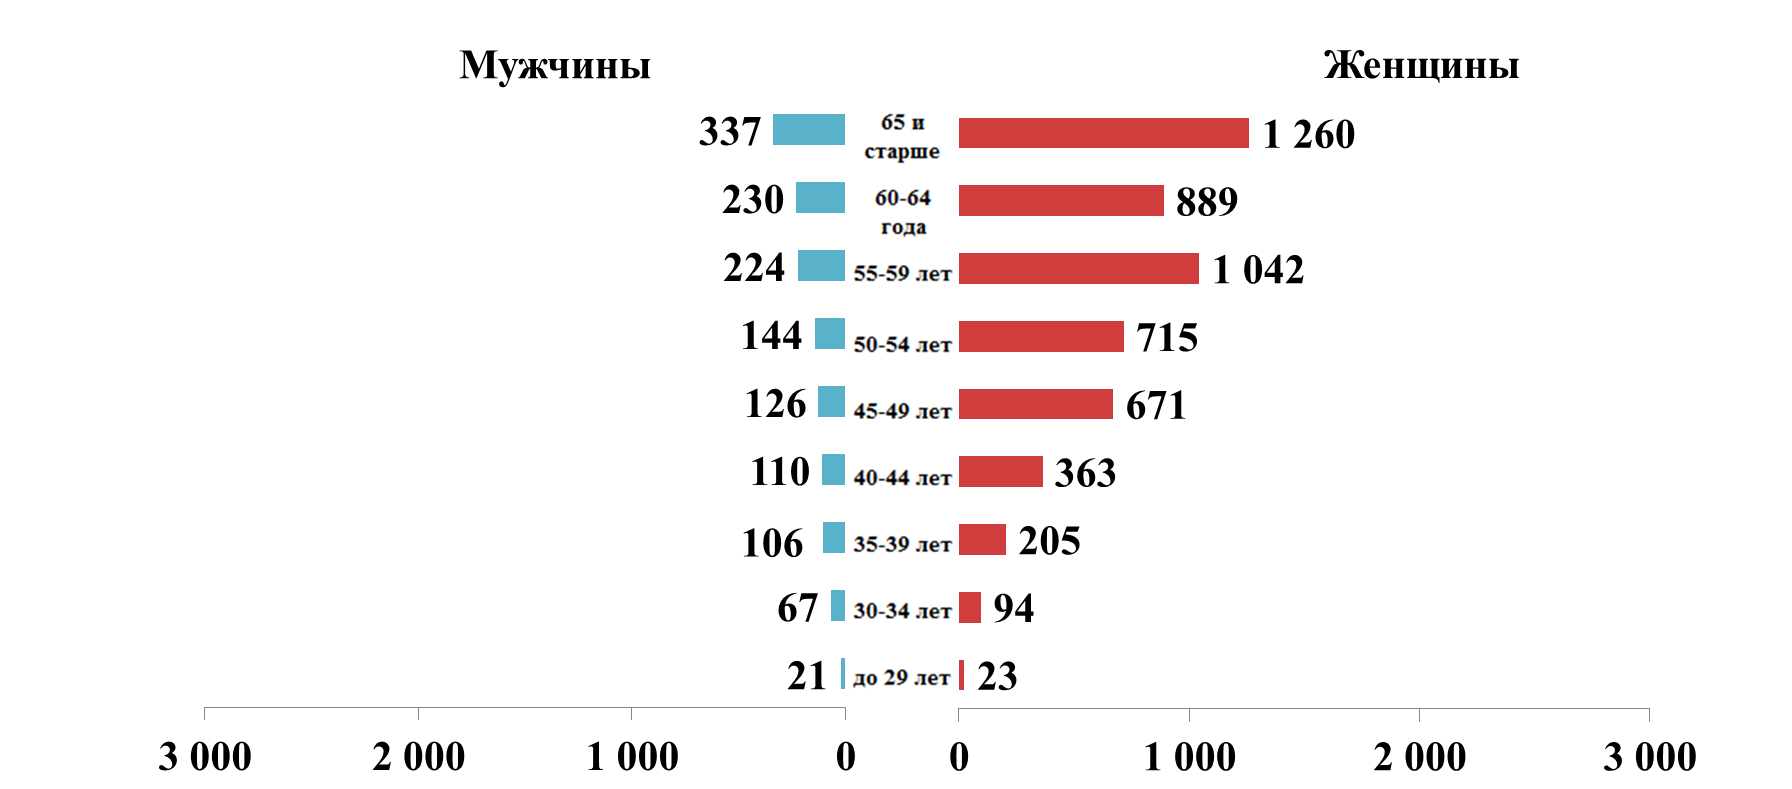 Мужчины
Женщины
337
65 и
старше
1 260
230
60-64
года
889
224
55-59 лет
1 042
144
50-54 лет
715
126
45-49 лет
671
110
40-44 лет
363
106
35-39 лет
205
67
30-34 лет
94
21
до 29 лет
23
3 000 2 000 1 000 0
0 1 000 2 000 3 000